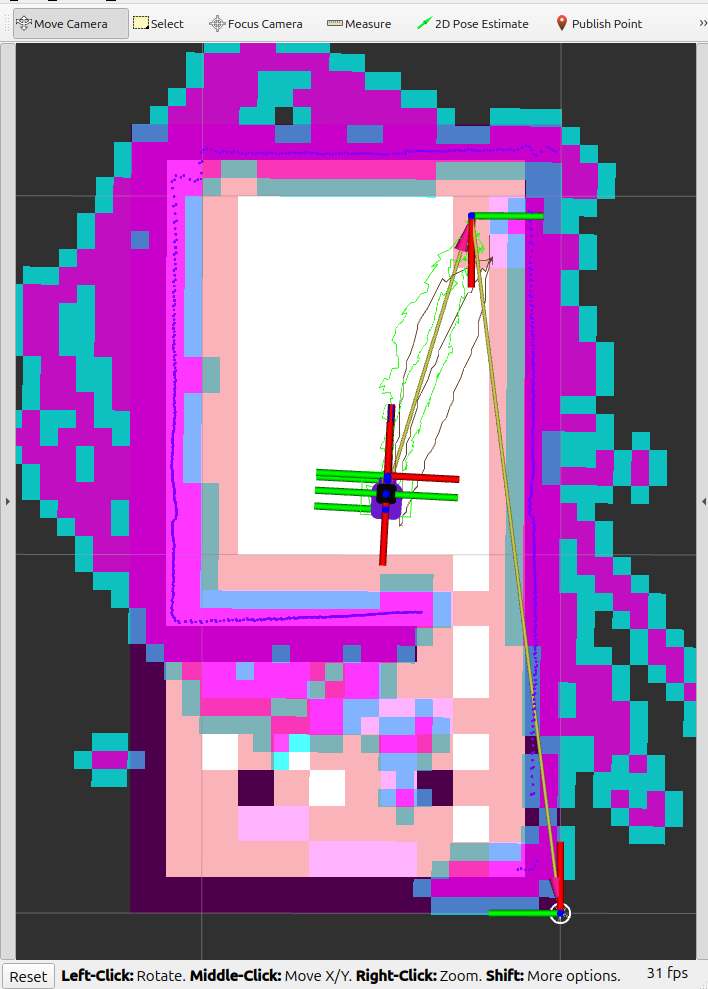 Move Camera Select Focus Camera Measure 2D Pose Estimate Publish Point »
Reset Left-Click: Rotate. Middle-Click: Move X/Y. Right-Click: Zoom. Shift: More options. 31 fps